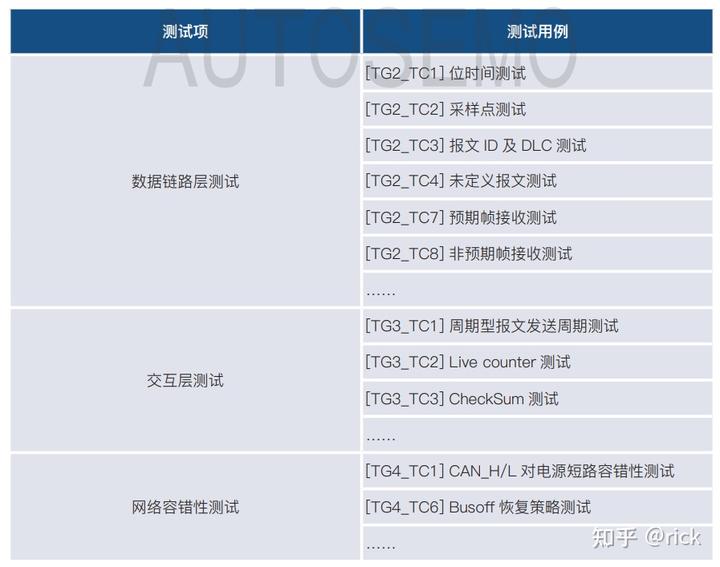 AUTOSEMO
测试项
测试用例
数据链路层测试
[TG2_TC1] 位时间测试
[TG2_TC2] 采样点测试
[TG2_TC3] 报文 ID 及 DLC 测试
[TG2_TC4] 未定义报文测试
[TG2_TC7] 预期帧接收测试
[TG2_TC8] 非预期帧接收测试
......
交互层测试
[TG3_TC1] 周期型报文发送周期测试
[TG3_TC2] Live counter 测试
[TG3_TC3] CheckSum 测试
......
网络容错性测试
[TG4_TC1] CAN_H/L 对电源短路容错性测试
[TG4_TC6] Busoff 恢复策略测试
......
知乎 @rick